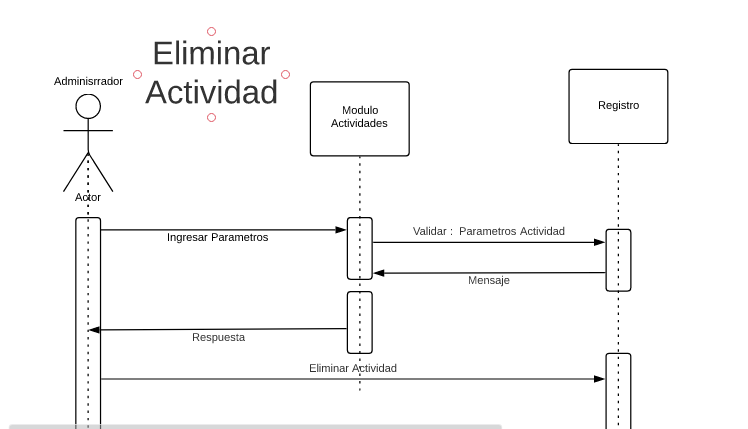 Eliminar
Actividad
Adminisrrador
Modulo
Actividades
Registro
Actor
Ingresar Parametros
Validar : Parametros Actividad
Mensaje
Respuesta
Eliminar Actividad